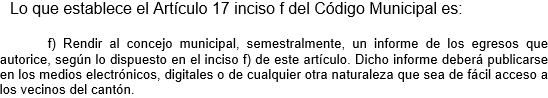 Lo que establece el Artículo 17 inciso f del Código Municipal es:
f) Rendir al concejo municipal, semestralmente, un informe de los egresos que
autorice, según lo dispuesto en el inciso f) de este artículo. Dicho informe deberá publicarse
en los medios electrónicos, digitales o de cualquier otra naturaleza que sea de fácil acceso a
los vecinos del cantón.